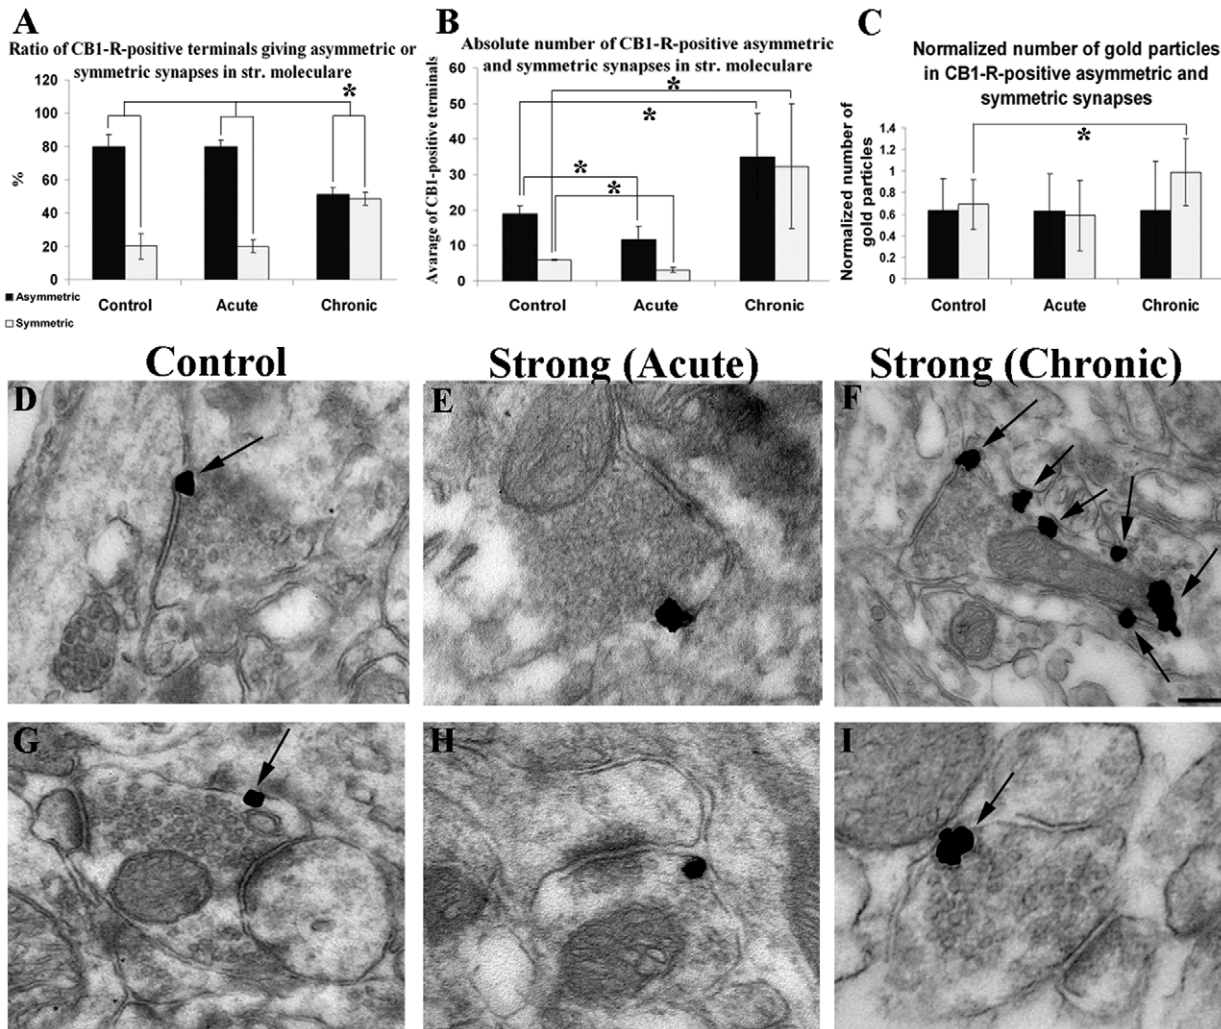 A
Ratio of CB1-R-positive terminals giving asymmetric or
symmetric synapses in str. moleculare
120
100
80
60
40
20
0
%
*
Control
Acute
Chronic
Asymmetric
Symmetric
B
Absolute number of CB1-R-positive asymmetric
and symmetric synapses in str. moleculare
Avarage of CB1-positive terminals
60
50
40
30
20
10
0
*
*
*
*
Control
Acute
Chronic
C
Normalized number of gold particles
in CB1-R-positive asymmetric and
symmetric synapses
Normalized number of
gold particles
1.4
1.2
1
0.8
0.6
0.4
0.2
0
*
Control
Acute
Chronic
Control
Strong (Acute)
Strong (Chronic)
D
E
F
G
H
I